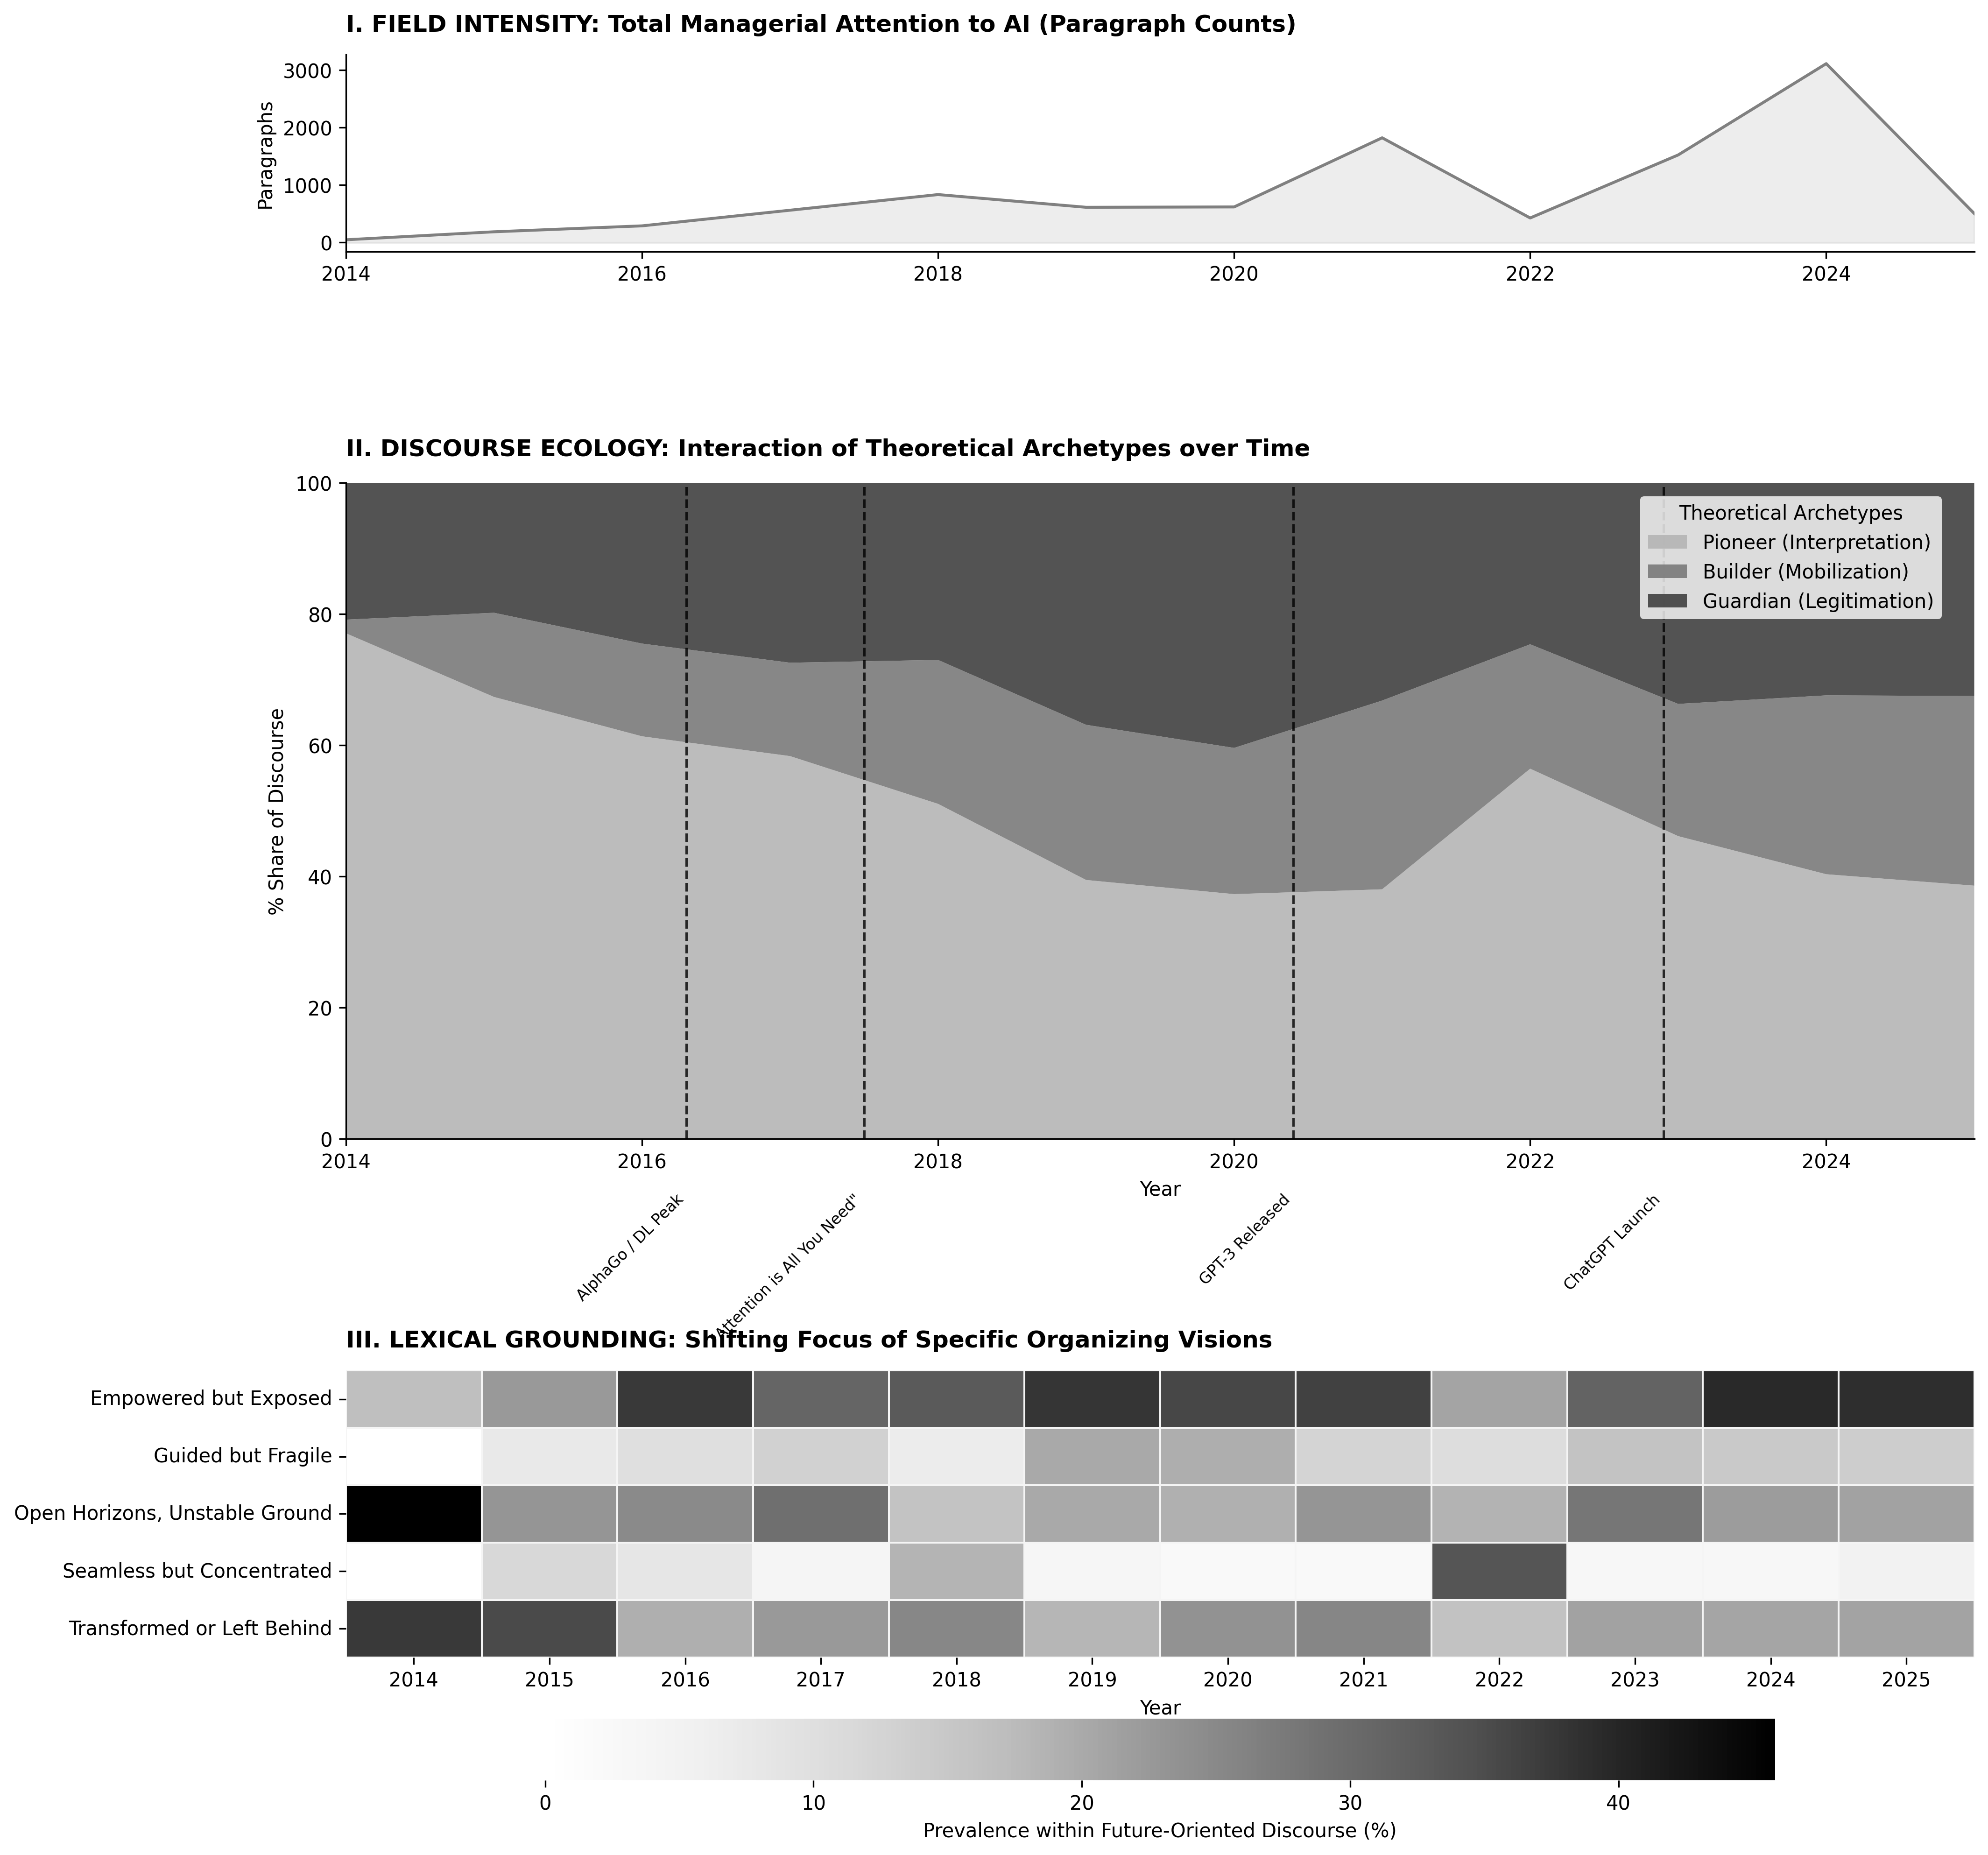 I. FIELD INTENSITY: Total Managerial Attention to AI (Paragraph Counts)
Paragraphs
3000
2000
1000
0
2014
2016
2018
2020
2022
2024
II. DISCOURSE ECOLOGY: Interaction of Theoretical Archetypes over Time
% Share of Discourse
100
80
60
40
20
0
Theoretical Archetypes
Pioneer (Interpretation)
Builder (Mobilization)
Guardian (Legitimation)
2014
2016
2018
2020
2022
2024
Year
AlphaGo / DL Peak
"Attention is All You Need"
GPT-3 Released
ChatGPT Launch
III. LEXICAL GROUNDING: Shifting Focus of Specific Organizing Visions
Empowered but Exposed
Guided but Fragile
Open Horizons, Unstable Ground
Seamless but Concentrated
Transformed or Left Behind
2014
2015
2016
2017
2018
2019
2020
2021
2022
2023
2024
2025
Year
0
10
20
30
40
Prevalence within Future-Oriented Discourse (%)